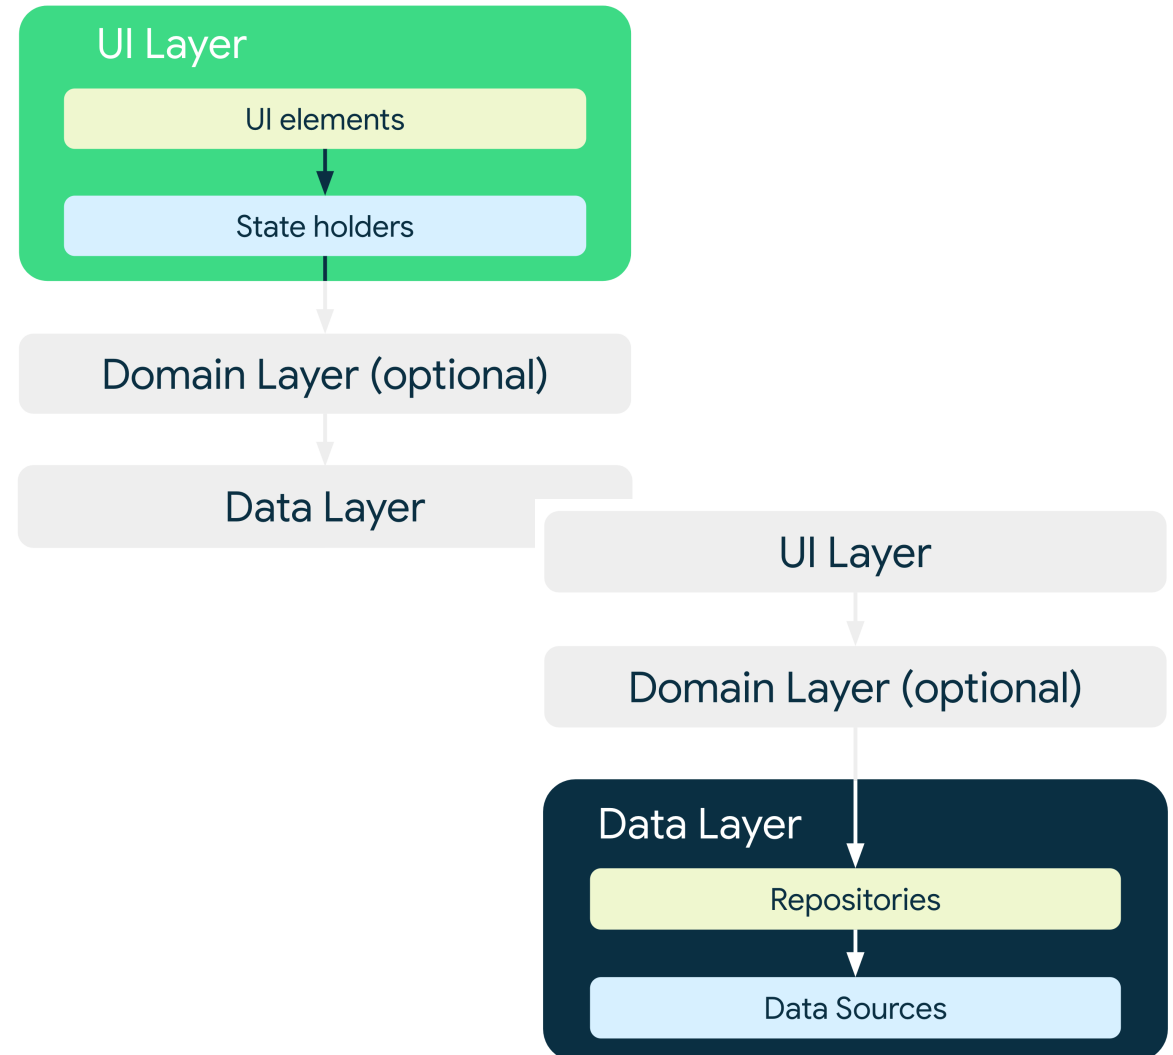 UI Layer
UI elements
State holders
Domain Layer (optional)
Data Layer
UI Layer
Domain Layer (optional)
Data Layer
Repositories
Data Sources